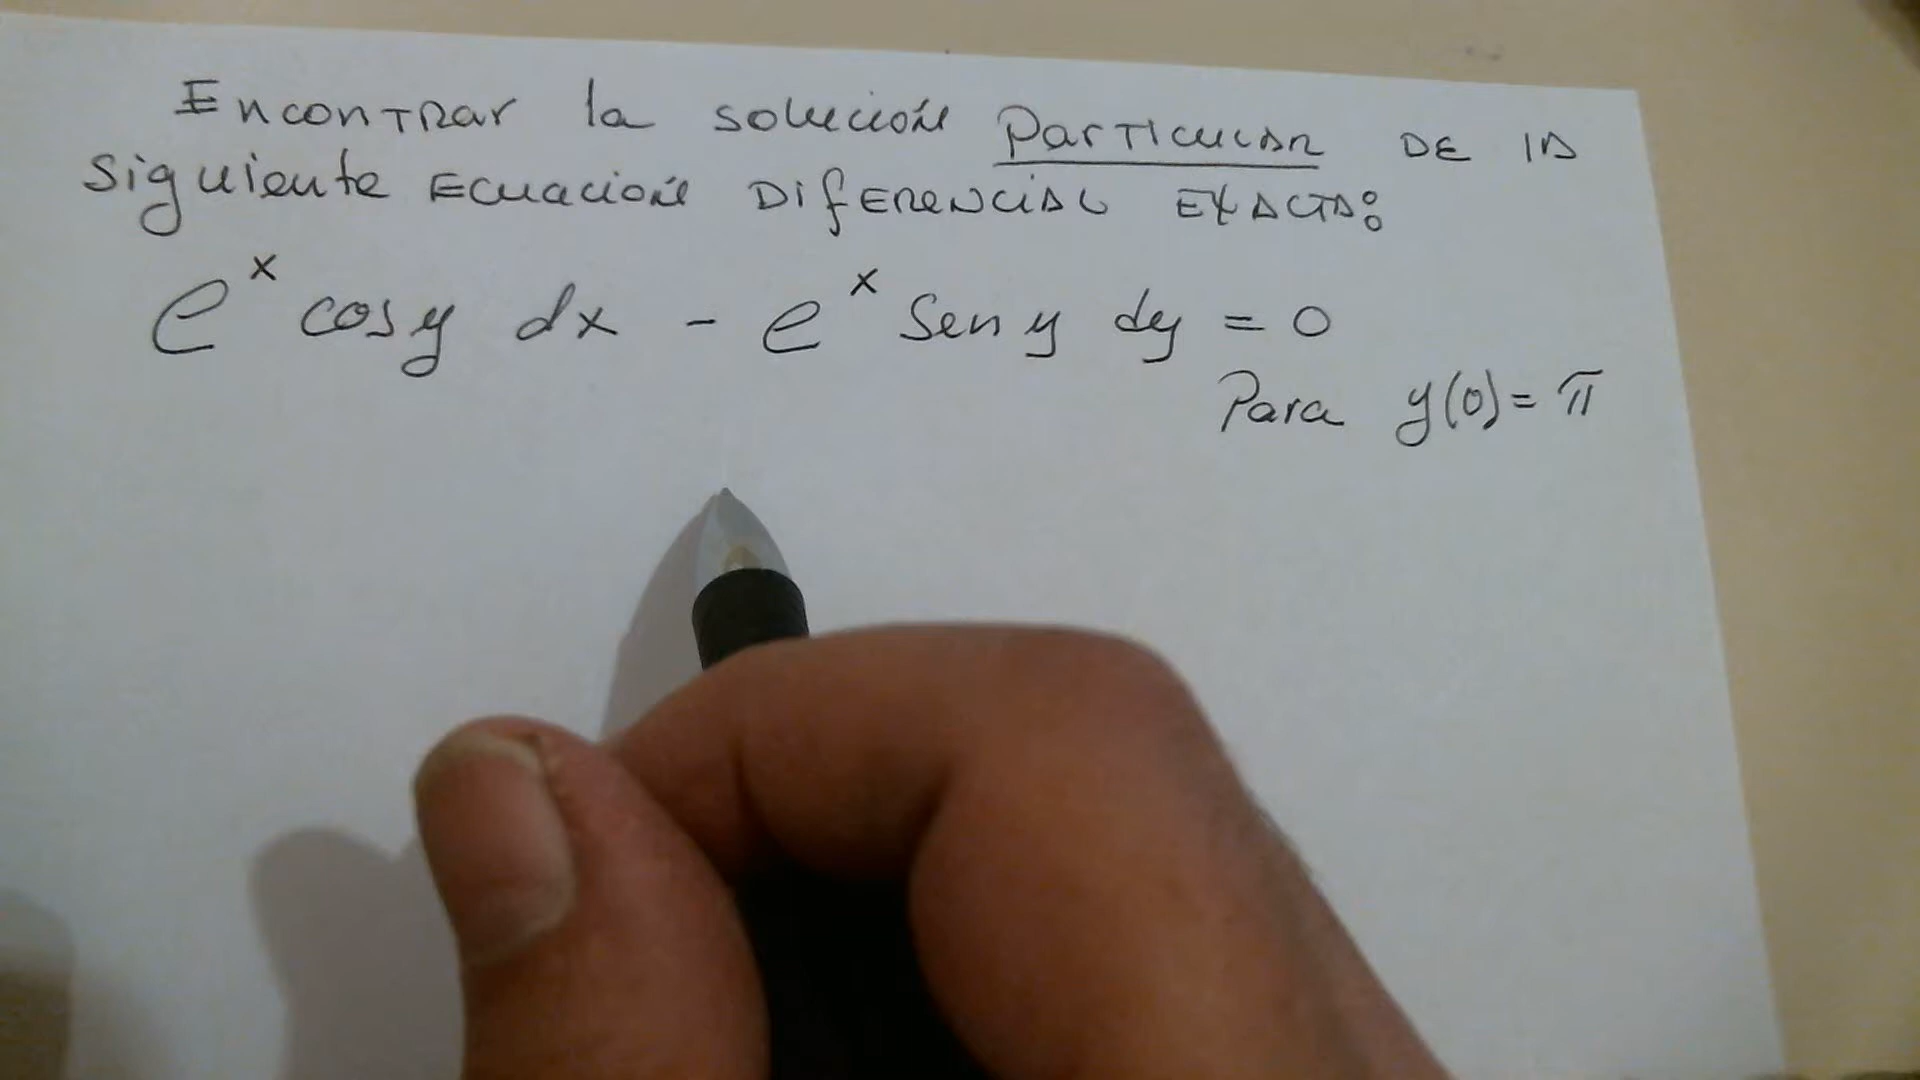 Encontrar la solución Particular DE la
siguiente Ecuación Diferencial EXACTA:
e^x cos y dx - e^x sen y dy = 0
Para y(0) = π